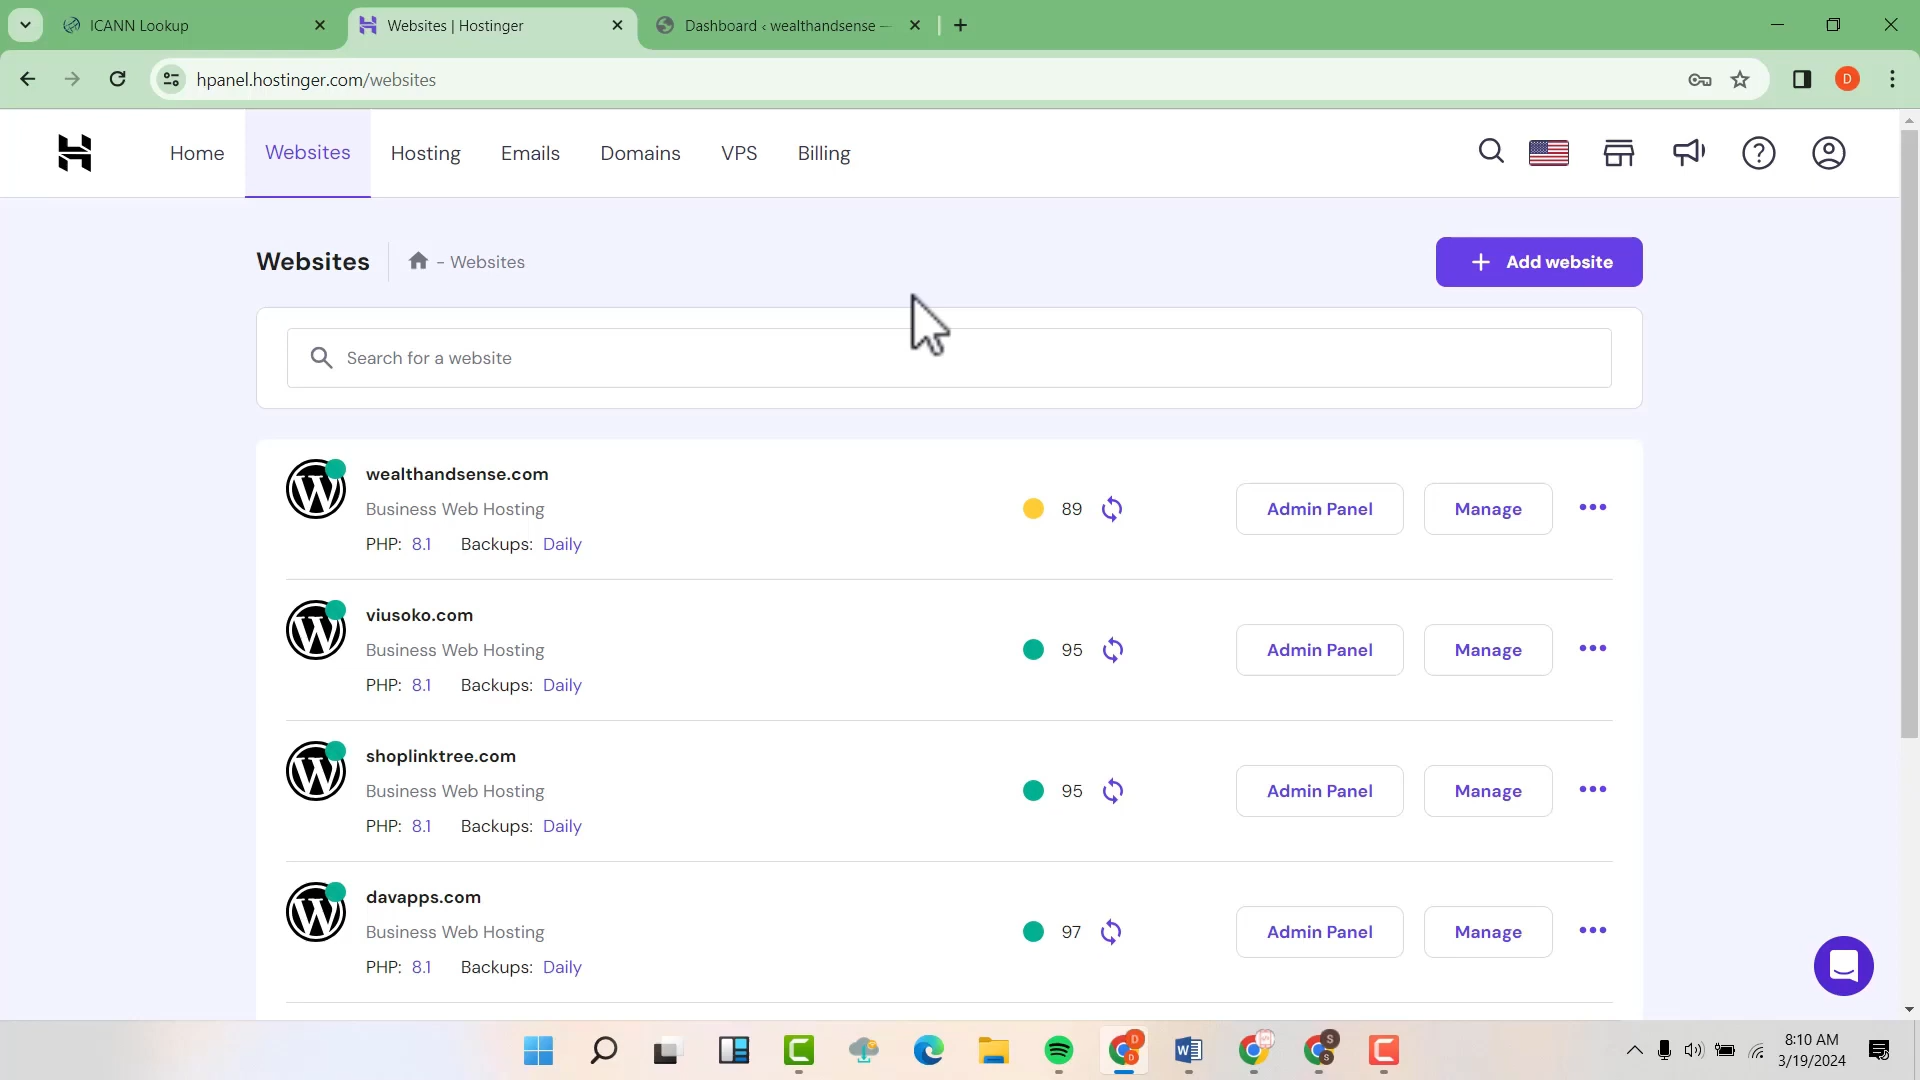 ICANN Lookup
Websites | Hostinger
Dashboard ‹ wealthandsense —
hpanel.hostinger.com/websites
D
Home
Websites
Hosting
Emails
Domains
VPS
Billing
Websites
- Websites
Add website
Search for a website
wealthandsense.com
Business Web Hosting
PHP: 8.1 Backups: Daily
89
Admin Panel
Manage
viusoko.com
Business Web Hosting
PHP: 8.1 Backups: Daily
95
Admin Panel
Manage
shoplinktree.com
Business Web Hosting
PHP: 8.1 Backups: Daily
95
Admin Panel
Manage
davapps.com
Business Web Hosting
PHP: 8.1 Backups: Daily
97
Admin Panel
Manage
8:10 AM
3/19/2024